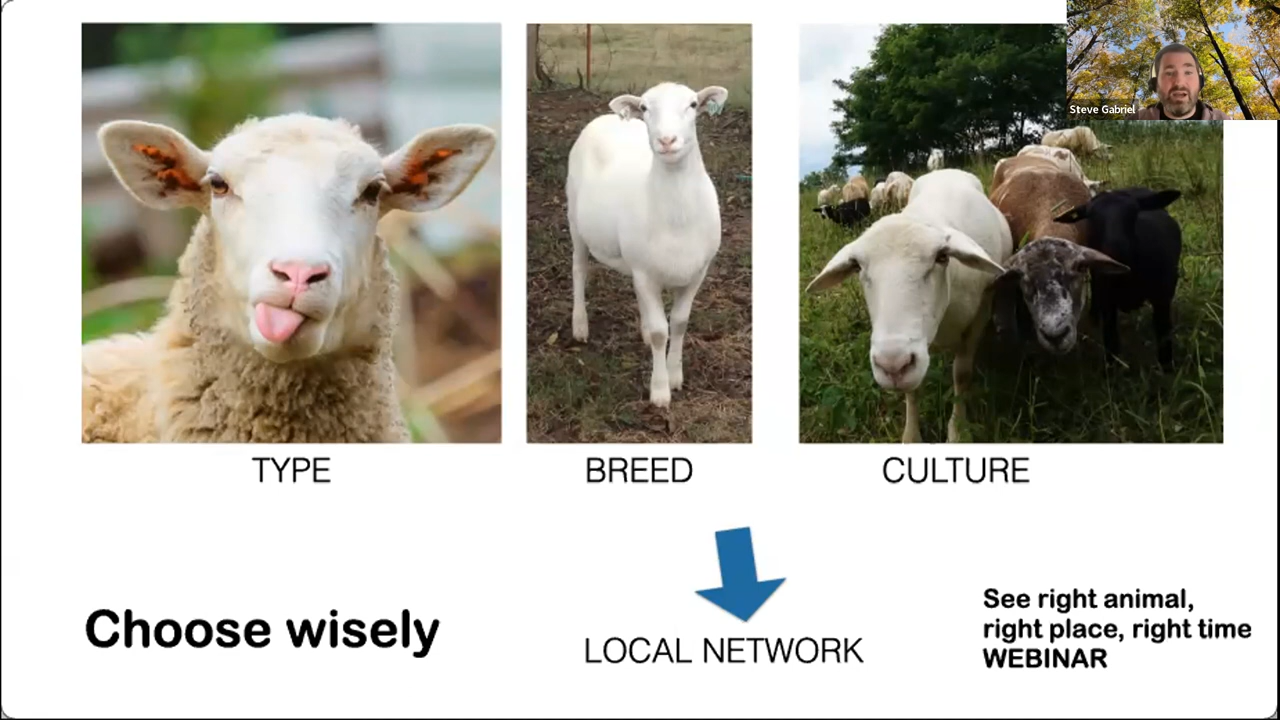 Steve Gabriel
TYPE
BREED
CULTURE
Choose wisely
LOCAL NETWORK
See right animal,
right place, right time
WEBINAR